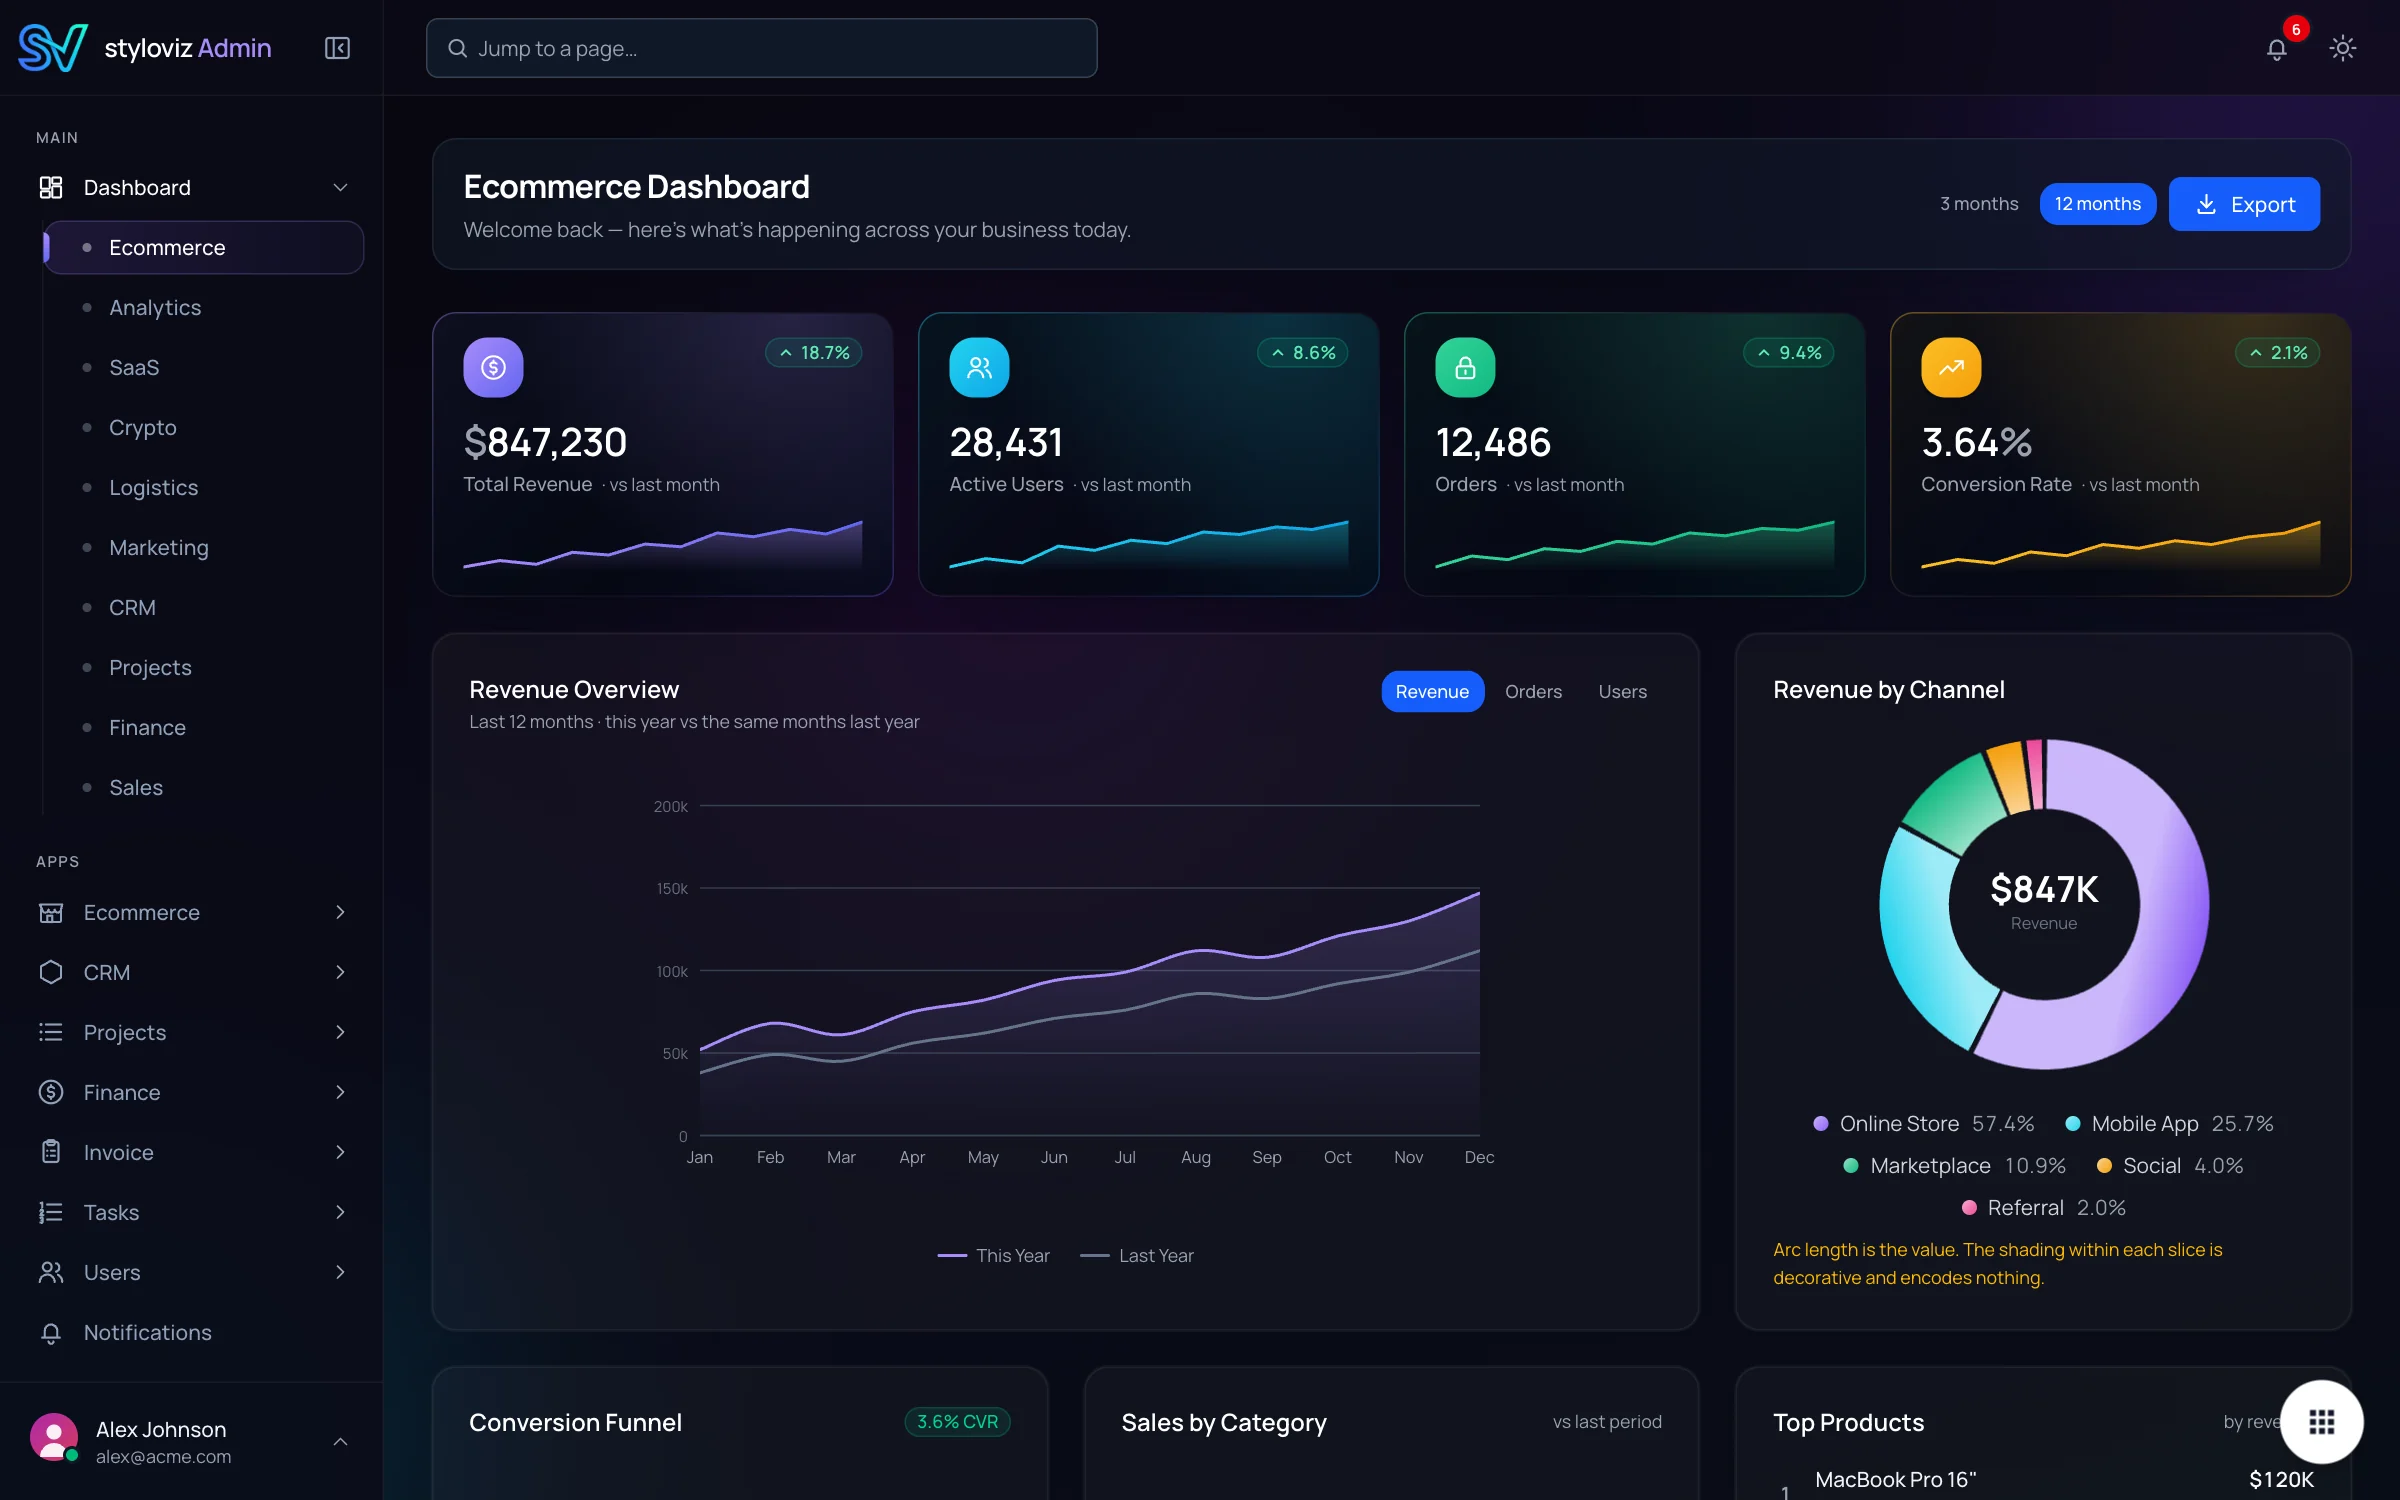 styloviz Admin
Jump to a page...
6
MAIN
Dashboard
Ecommerce
Analytics
SaaS
Crypto
Logistics
Marketing
CRM
Projects
Finance
Sales
APPS
Ecommerce
CRM
Projects
Finance
Invoice
Tasks
Users
Notifications
Alex Johnson
alex@acme.com
Ecommerce Dashboard
Welcome back — here's what's happening across your business today.
3 months
12 months
Export
18.7%
$847,230
Total Revenue · vs last month
8.6%
28,431
Active Users · vs last month
9.4%
12,486
Orders · vs last month
2.1%
3.64%
Conversion Rate · vs last month
Revenue Overview
Last 12 months · this year vs the same months last year
Revenue Orders Users
200k
150k
100k
50k
0
Jan Feb Mar Apr May Jun Jul Aug Sep Oct Nov Dec
This Year Last Year
Revenue by Channel
$847K
Revenue
Online Store 57.4% Mobile App 25.7%
Marketplace 10.9% Social 4.0%
Referral 2.0%
Arc length is the value. The shading within each slice is
decorative and encodes nothing.
Conversion Funnel
3.6% CVR
Sales by Category
vs last period
Top Products
by reve
1
MacBook Pro 16"
$120K